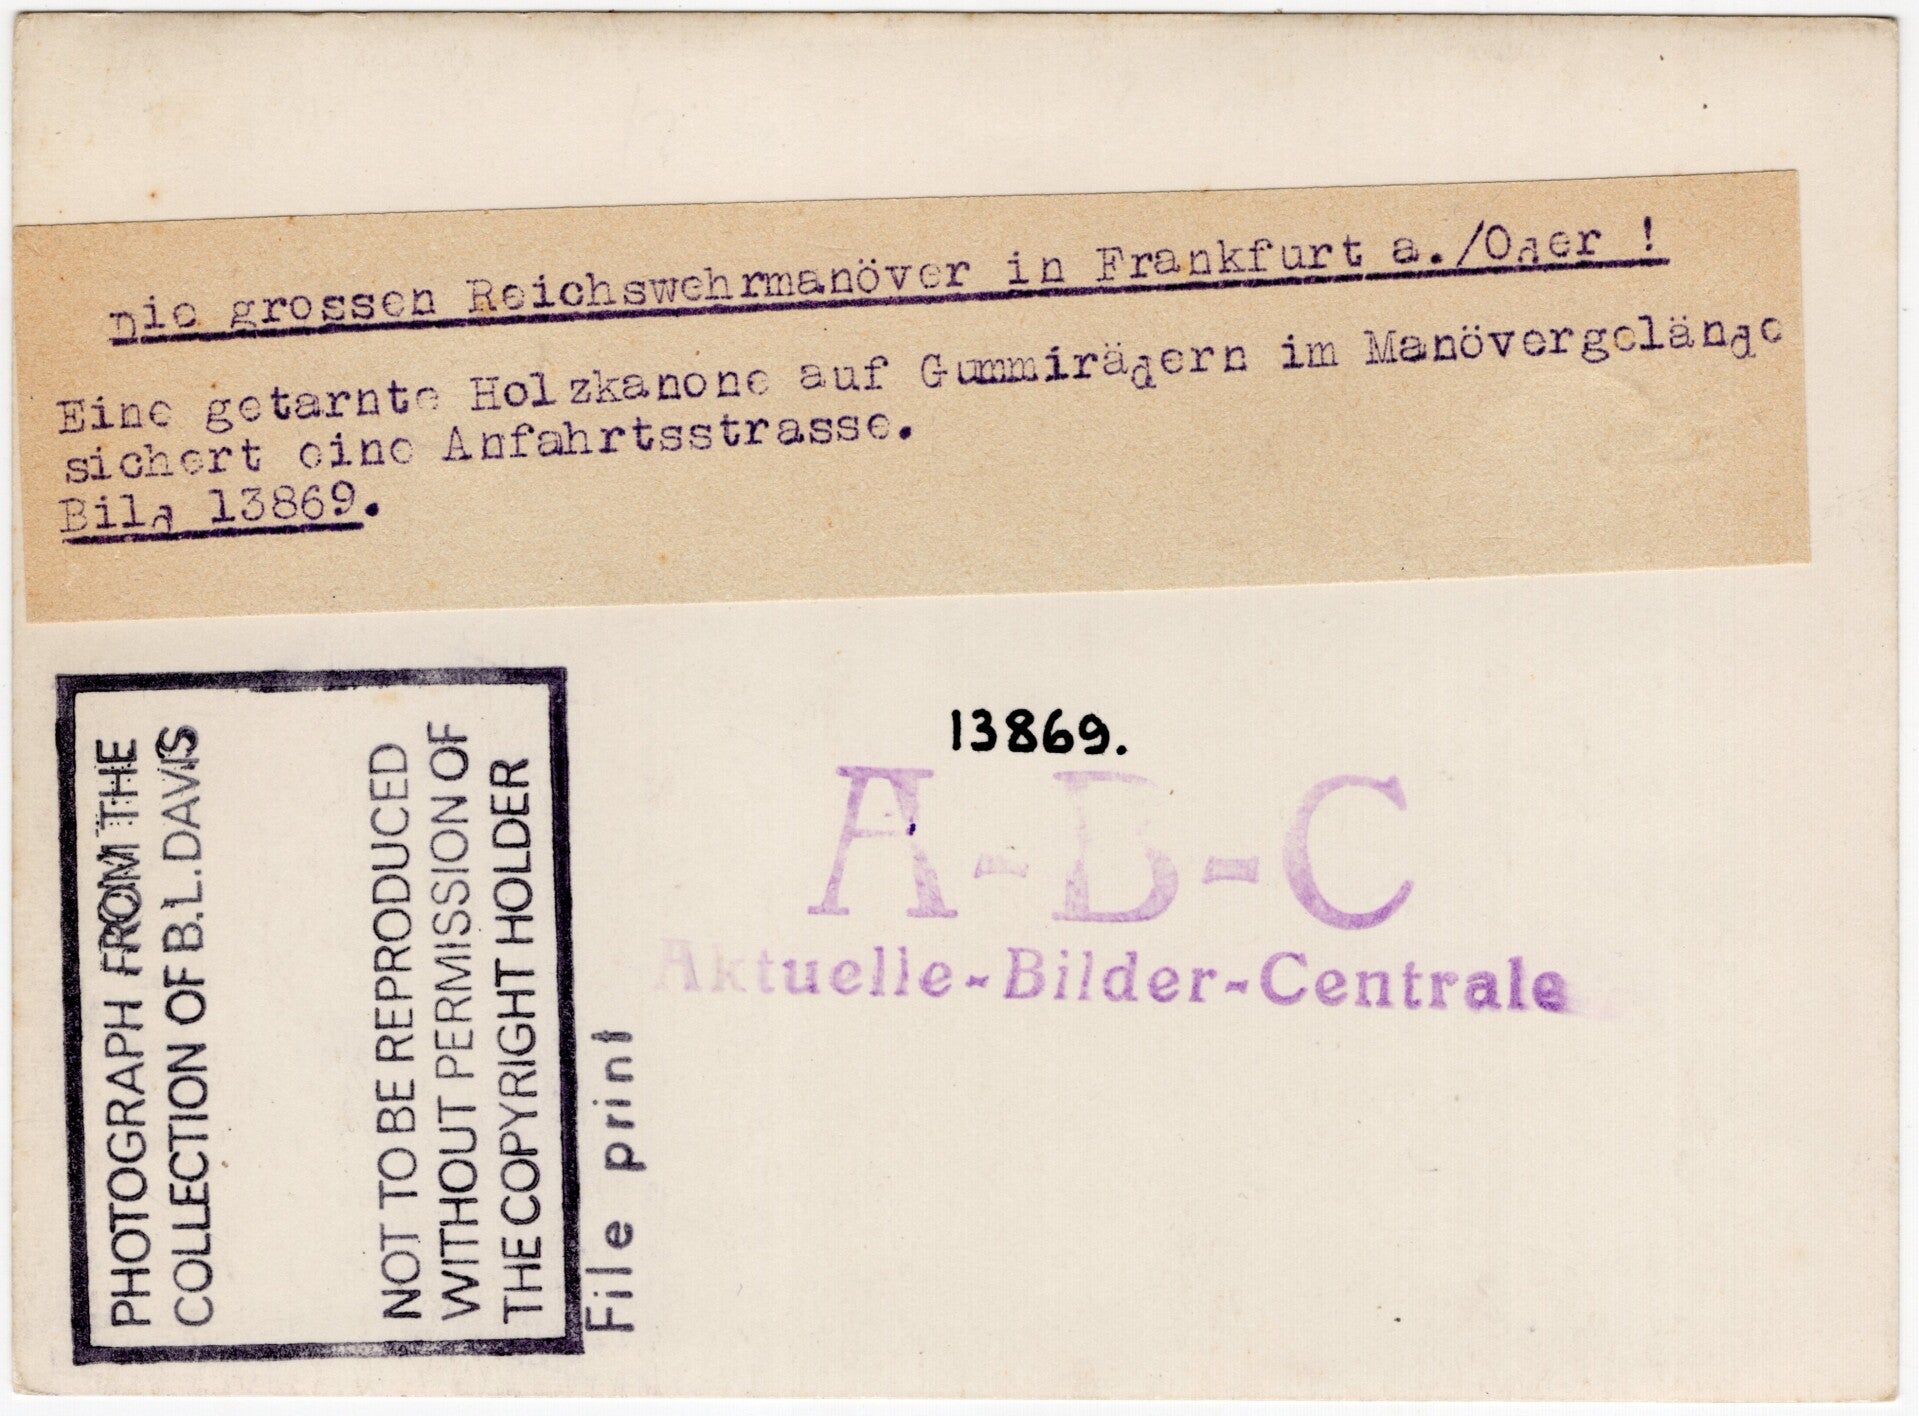 Die grossen Reichswehrmanöver in Frankfurt a./Oder !
Eine getarnte Holzkanone auf Gummirädern im Manövergelände
sichert eine Anfahrtsstrasse.
Bild 13869.
13869.
A-B-C
Aktuelle-Bilder-Centrale
PHOTOGRAPH FROM THE
COLLECTION OF B.L. DAVIS
NOT TO BE REPRODUCED
WITHOUT PERMISSION OF
THE COPYRIGHT HOLDER
File print